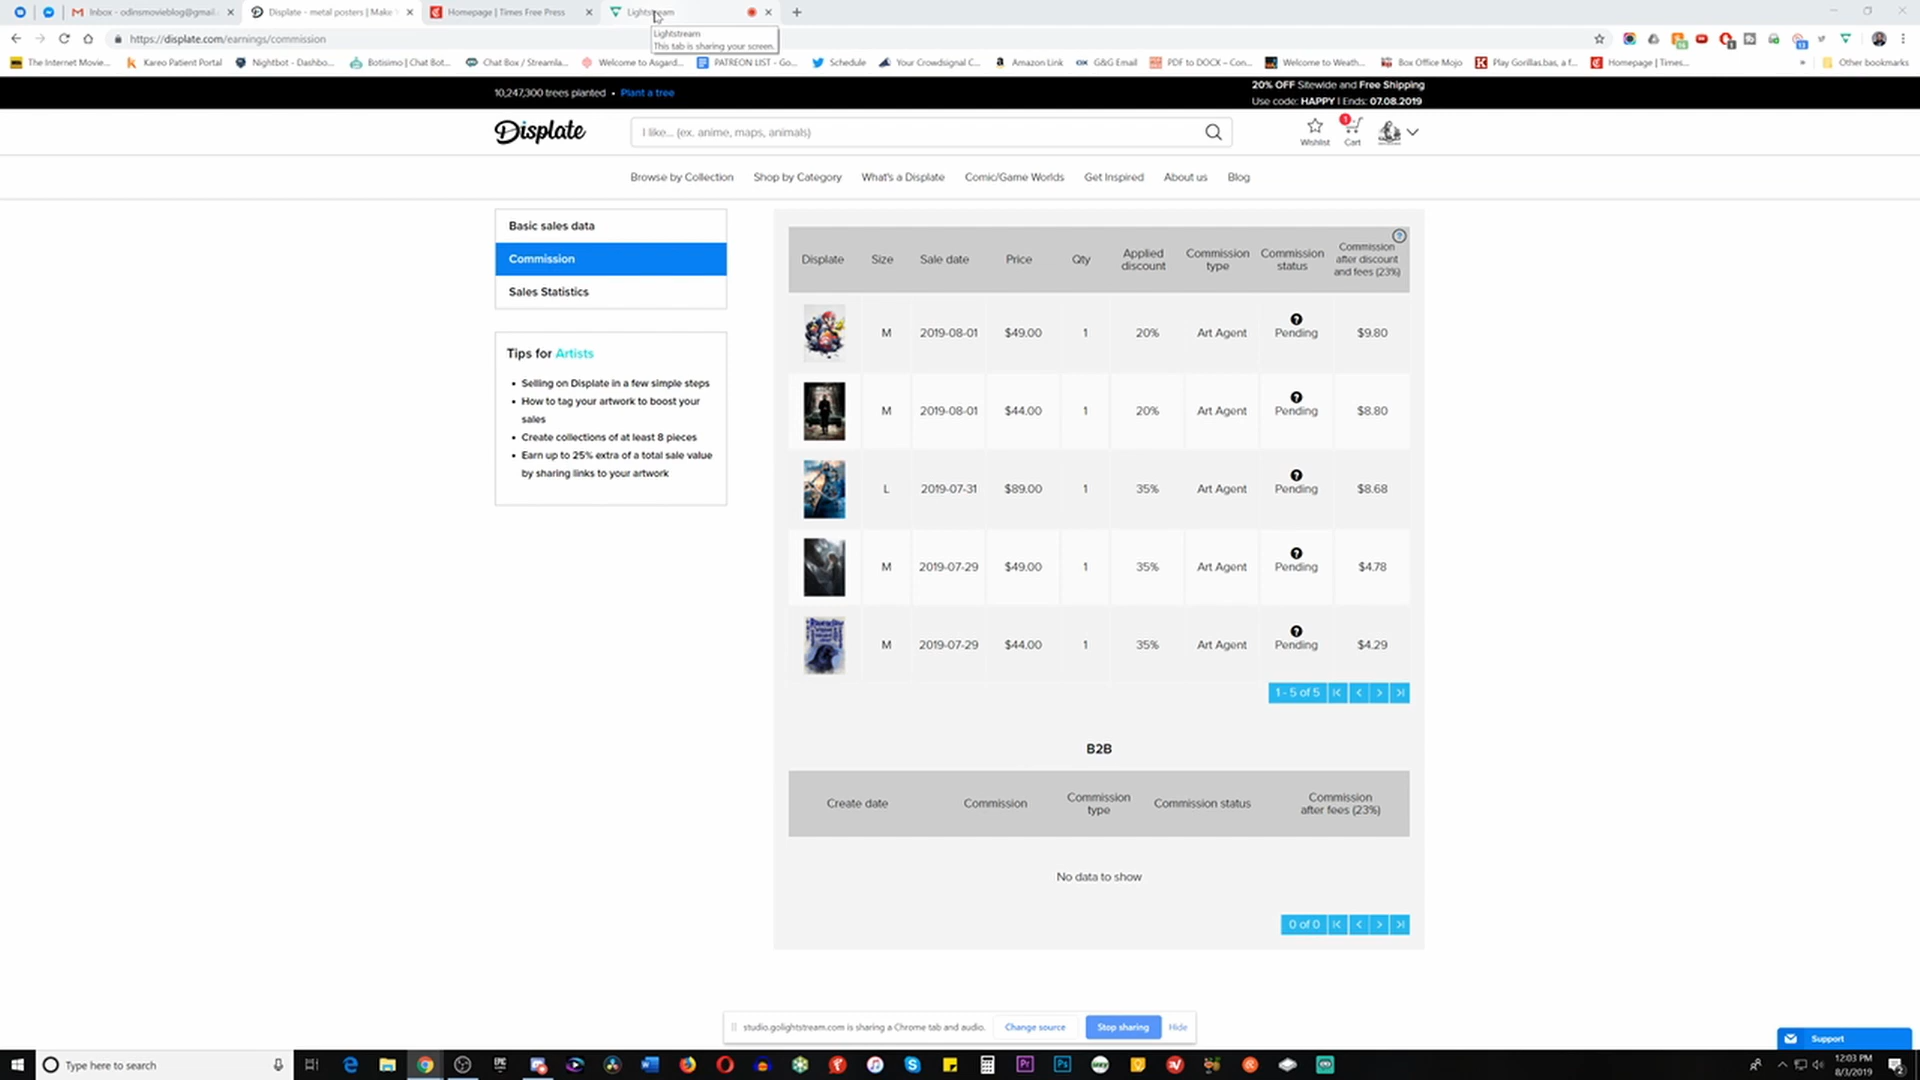 Inbox - odinsmovieblog@gmail.
Displate - metal posters | Make
Homepage | Times Free Press
Lightstream
Lightstream
This tab is sharing your screen.
https://displate.com/earnings/commission
The Internet Movie...
Kareo Patient Portal
Nightbot - Dashbo...
Botisimo | Chat Bot...
Chat Box / Streamla...
Welcome to Asgard...
PATREON LIST - Go...
Schedule
Your Crowdsignal C...
Amazon Link
G&G Email
PDF to DOCX – Con...
Welcome to Weath...
Box Office Mojo
Play Gorillas.bas, a f...
Homepage | Times...
Other bookmarks
10,247,300 trees planted • Plant a tree
20% OFF Sitewide and Free Shipping
Use code: HAPPY | Ends: 07.08.2019
Displate
I like... (ex. anime, maps, animals)
Wishlist
1
Cart
Browse by Collection
Shop by Category
What's a Displate
Comic/Game Worlds
Get Inspired
About us
Blog
Basic sales data
Commission
Sales Statistics
Tips for Artists
• Selling on Displate in a few simple steps
• How to tag your artwork to boost your
sales
• Create collections of at least 8 pieces
• Earn up to 25% extra of a total sale value
by sharing links to your artwork
Displate Size Sale date Price Qty Applied discount Commission type Commission status Commission after discount and fees (23%)
M 2019-08-01 $49.00 1 20% Art Agent Pending $9.80
M 2019-08-01 $44.00 1 20% Art Agent Pending $8.80
L 2019-07-31 $89.00 1 35% Art Agent Pending $8.68
M 2019-07-29 $49.00 1 35% Art Agent Pending $4.78
M 2019-07-29 $44.00 1 35% Art Agent Pending $4.29
1 - 5 of 5
B2B
Create date Commission Commission type Commission status Commission after fees (23%)
No data to show
0 of 0
studio.golightstream.com is sharing a Chrome tab and audio.
Change source
Stop sharing
Hide
Support
Type here to search
12:03 PM
8/3/2019